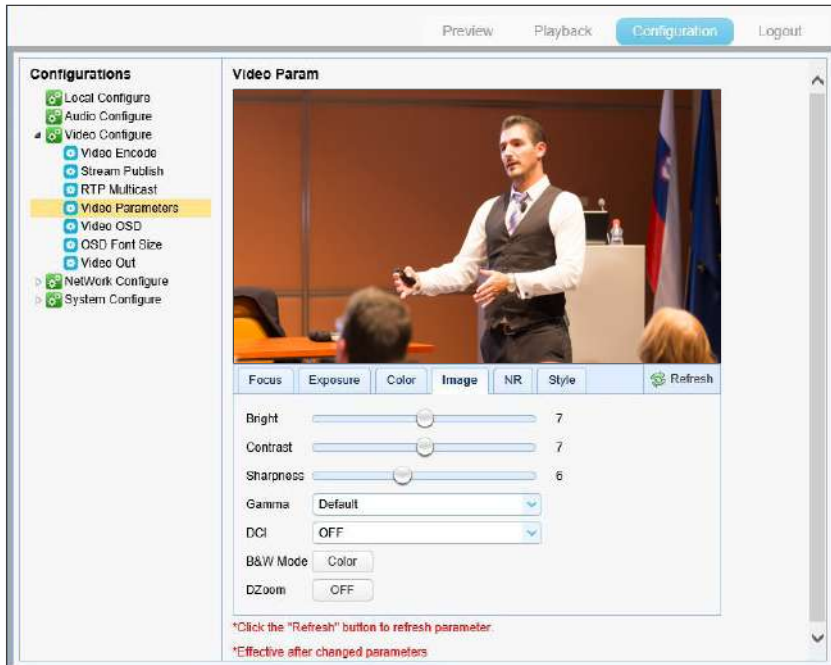 Preview Playback Configuration Logout
Configurations
Local Configure
Audio Configure
Video Configure
Video Encode
Stream Publish
RTP Multicast
Video Parameters
Video OSD
OSD Font Size
Video Out
NetWork Configure
System Configure
Video Param
Focus Exposure Color Image NR Style Refresh
Bright 7
Contrast 7
Sharpness 6
Gamma Default
DCI OFF
B&W Mode Color
DZoom OFF
*Click the "Refresh" button to refresh parameter.
*Effective after changed parameters